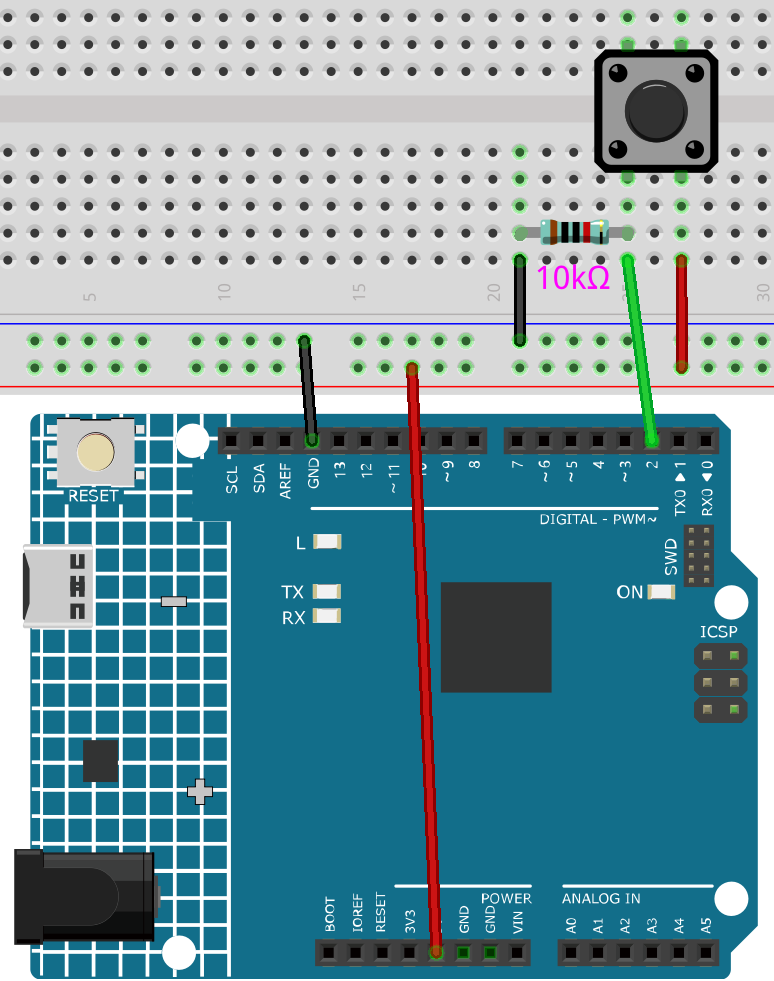 10kΩ
5
10
15
20
25
30
RESET
SCL
SDA
AREF
GND
13
12
~ 11
10
~ 9
8
7
~ 6
~ 5
4
~ 3
2
TX0 ▶ 1
RX0 ◀ 0
DIGITAL - PWM~
L
TX
RX
ON
SWD
ICSP
POWER
ANALOG IN
BOOT
IOREF
RESET
3V3
GND
GND
VIN
A0
A1
A2
A3
A4
A5